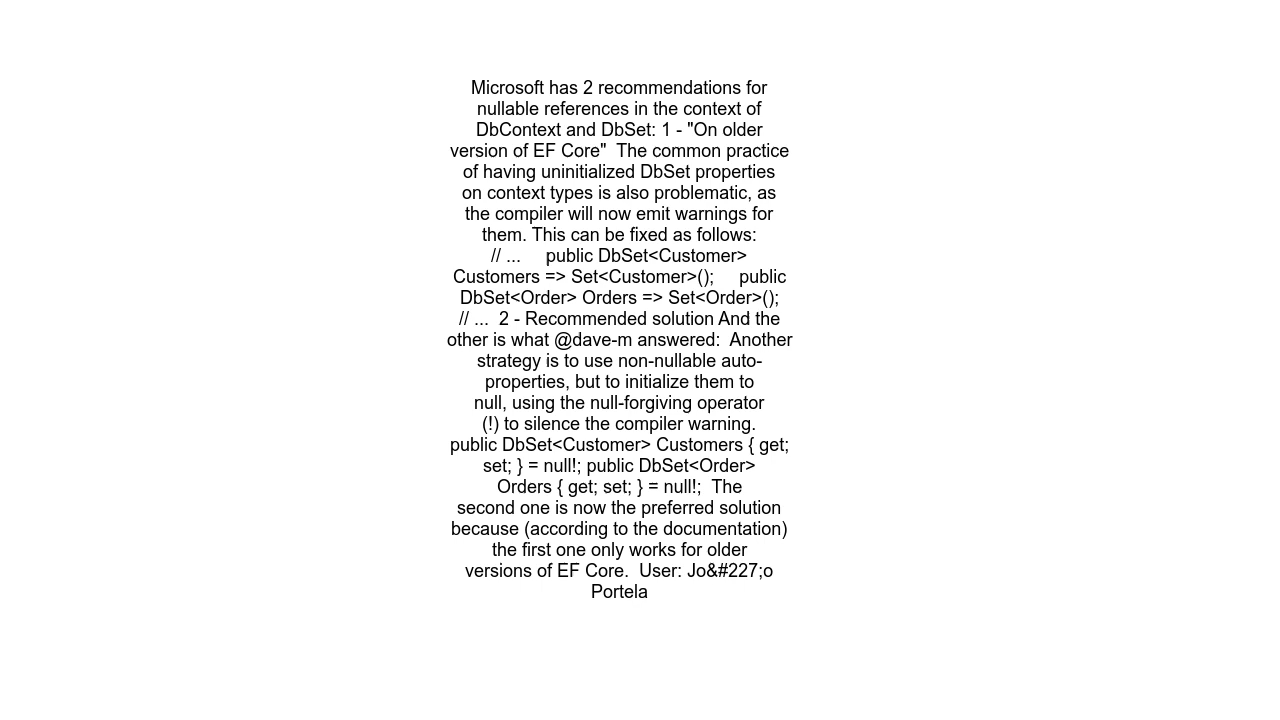 Microsoft has 2 recommendations for
nullable references in the context of
DbContext and DbSet: 1 - "On older
version of EF Core"  The common practice
of having uninitialized DbSet properties
on context types is also problematic, as
the compiler will now emit warnings for
them. This can be fixed as follows:
// ...     public DbSet<Customer>
Customers => Set<Customer>();     public
DbSet<Order> Orders => Set<Order>();
// ...  2 - Recommended solution And the
other is what @dave-m answered:  Another
strategy is to use non-nullable auto-
properties, but to initialize them to
null, using the null-forgiving operator
(!) to silence the compiler warning.
public DbSet<Customer> Customers { get;
set; } = null!; public DbSet<Order>
Orders { get; set; } = null!;  The
second one is now the preferred solution
because (according to the documentation)
the first one only works for older
versions of EF Core.  User: Jo&#227;o
Portela